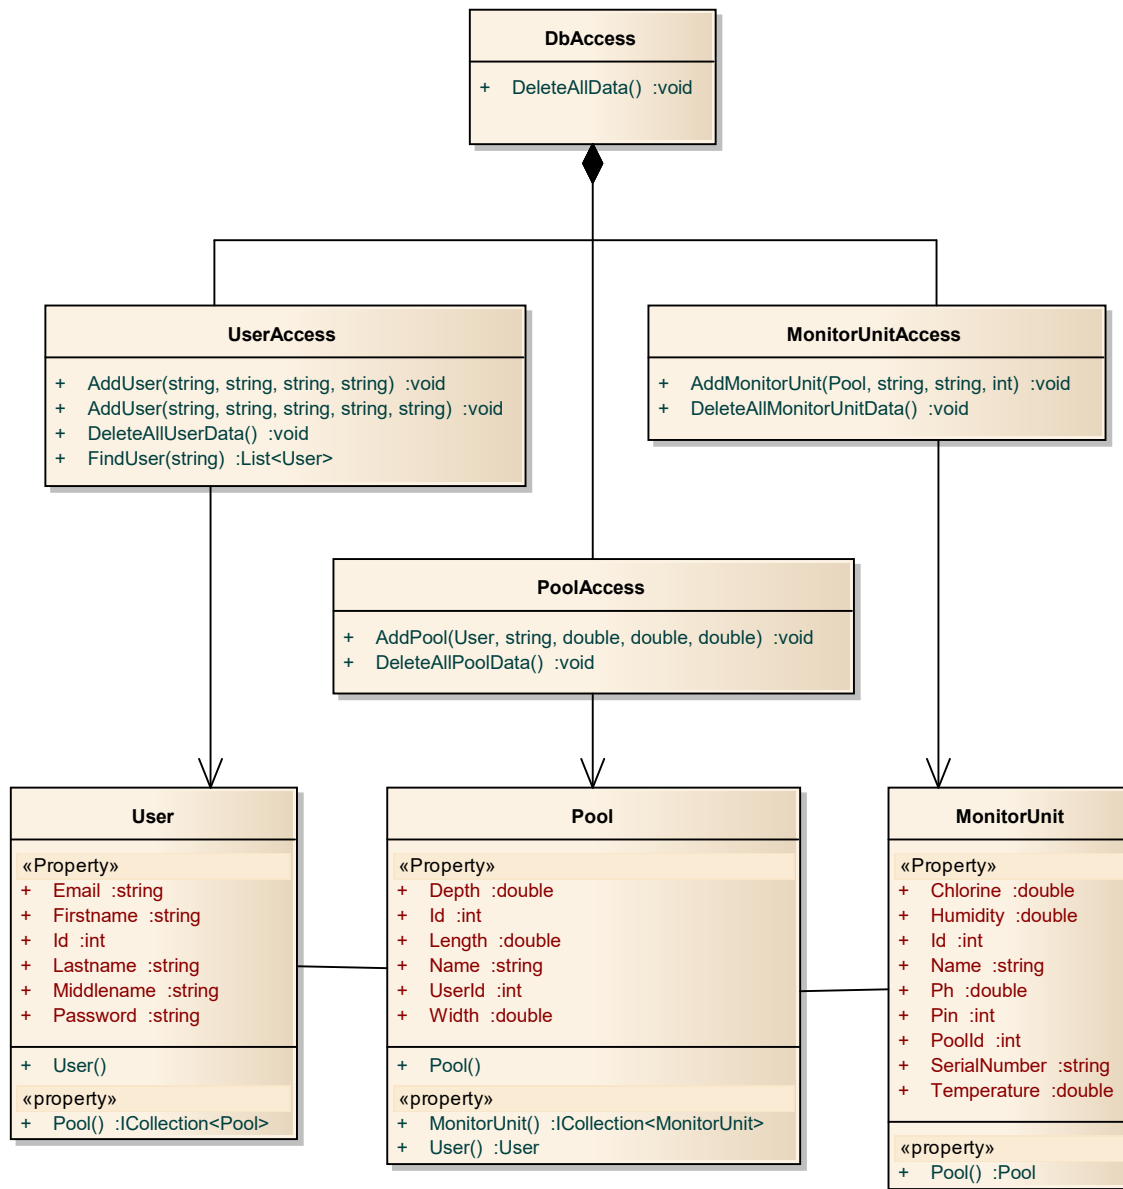 DbAccess
+ DeleteAllData() :void
UserAccess
+ AddUser(string, string, string, string) :void
+ AddUser(string, string, string, string, string) :void
+ DeleteAllUserData() :void
+ FindUser(string) :List<User>
MonitorUnitAccess
+ AddMonitorUnit(Pool, string, string, int) :void
+ DeleteAllMonitorUnitData() :void
PoolAccess
+ AddPool(User, string, double, double, double) :void
+ DeleteAllPoolData() :void
User
«Property»
+ Email :string
+ Firstname :string
+ Id :int
+ Lastname :string
+ Middlename :string
+ Password :string
+ User()
«property»
+ Pool() :ICollection<Pool>
Pool
«Property»
+ Depth :double
+ Id :int
+ Length :double
+ Name :string
+ UserId :int
+ Width :double
+ Pool()
«property»
+ MonitorUnit() :ICollection<MonitorUnit>
+ User() :User
MonitorUnit
«Property»
+ Chlorine :double
+ Humidity :double
+ Id :int
+ Name :string
+ Ph :double
+ Pin :int
+ PoolId :int
+ SerialNumber :string
+ Temperature :double
«property»
+ Pool() :Pool